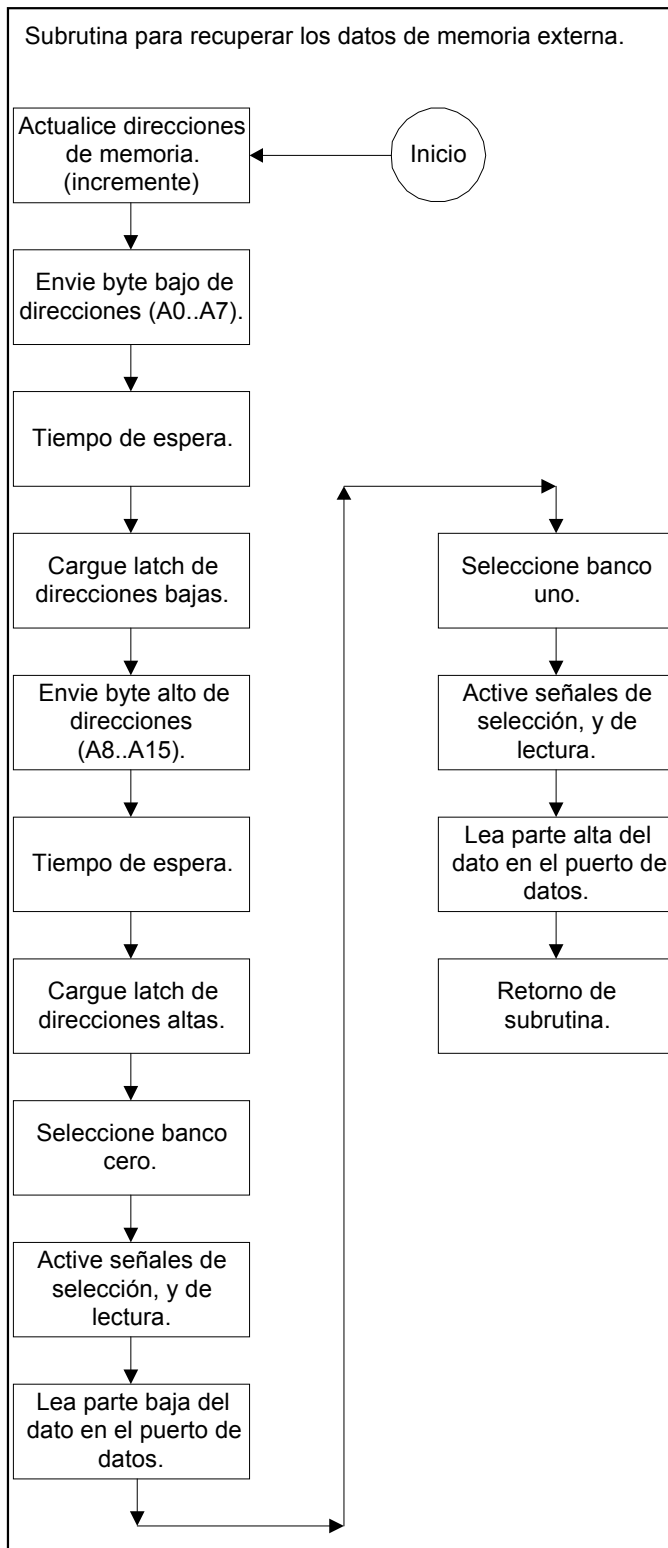 Subrutina para recuperar los datos de memoria externa.
Inicio
Actualice direcciones
de memoria.
(incremente)
Envie byte bajo de
direcciones (A0..A7).
Tiempo de espera.
Cargue latch de
direcciones bajas.
Envie byte alto de
direcciones
(A8..A15).
Tiempo de espera.
Cargue latch de
direcciones altas.
Seleccione banco
cero.
Active señales de
selección, y de
lectura.
Lea parte baja del
dato en el puerto de
datos.
Seleccione banco
uno.
Active señales de
selección, y de
lectura.
Lea parte alta del
dato en el puerto de
datos.
Retorno de
subrutina.